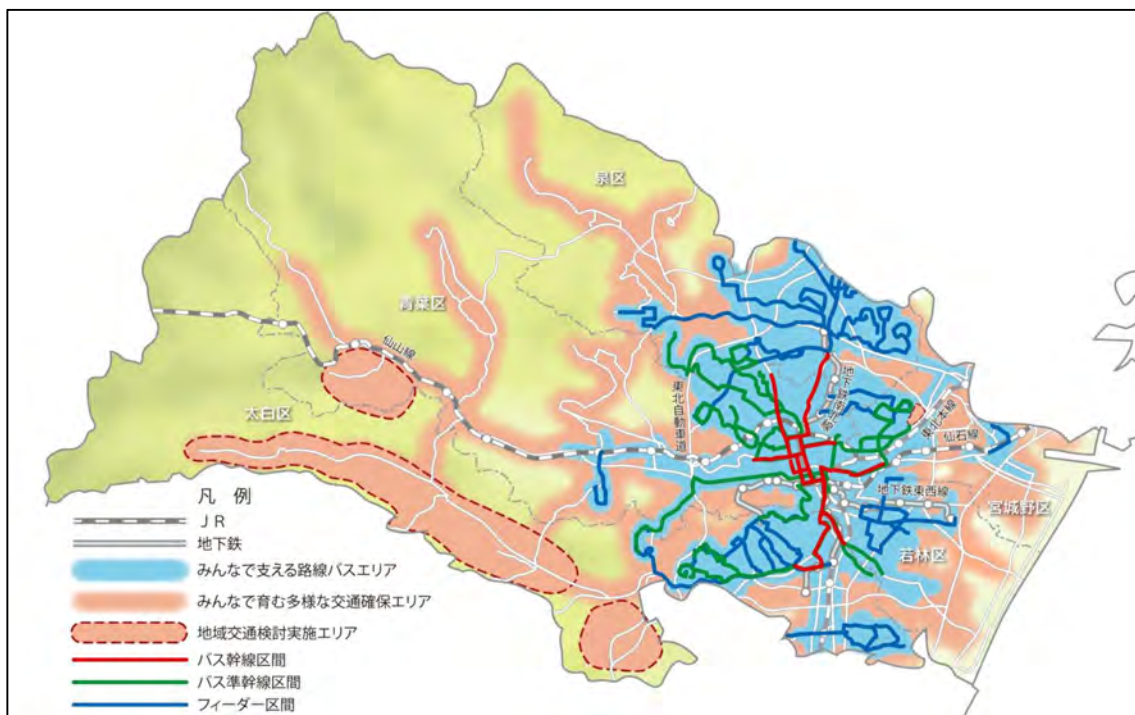 泉区
青葉区
仙山線
太白区
東北自動車道
地下鉄南北線
東北本線
仙石線
地下鉄東西線
宮城野区
若林区
凡 例
JR
地下鉄
みんなで支える路線バスエリア
みんなで育む多様な交通確保エリア
地域交通検討実施エリア
バス幹線区間
バス準幹線区間
フィーダー区間